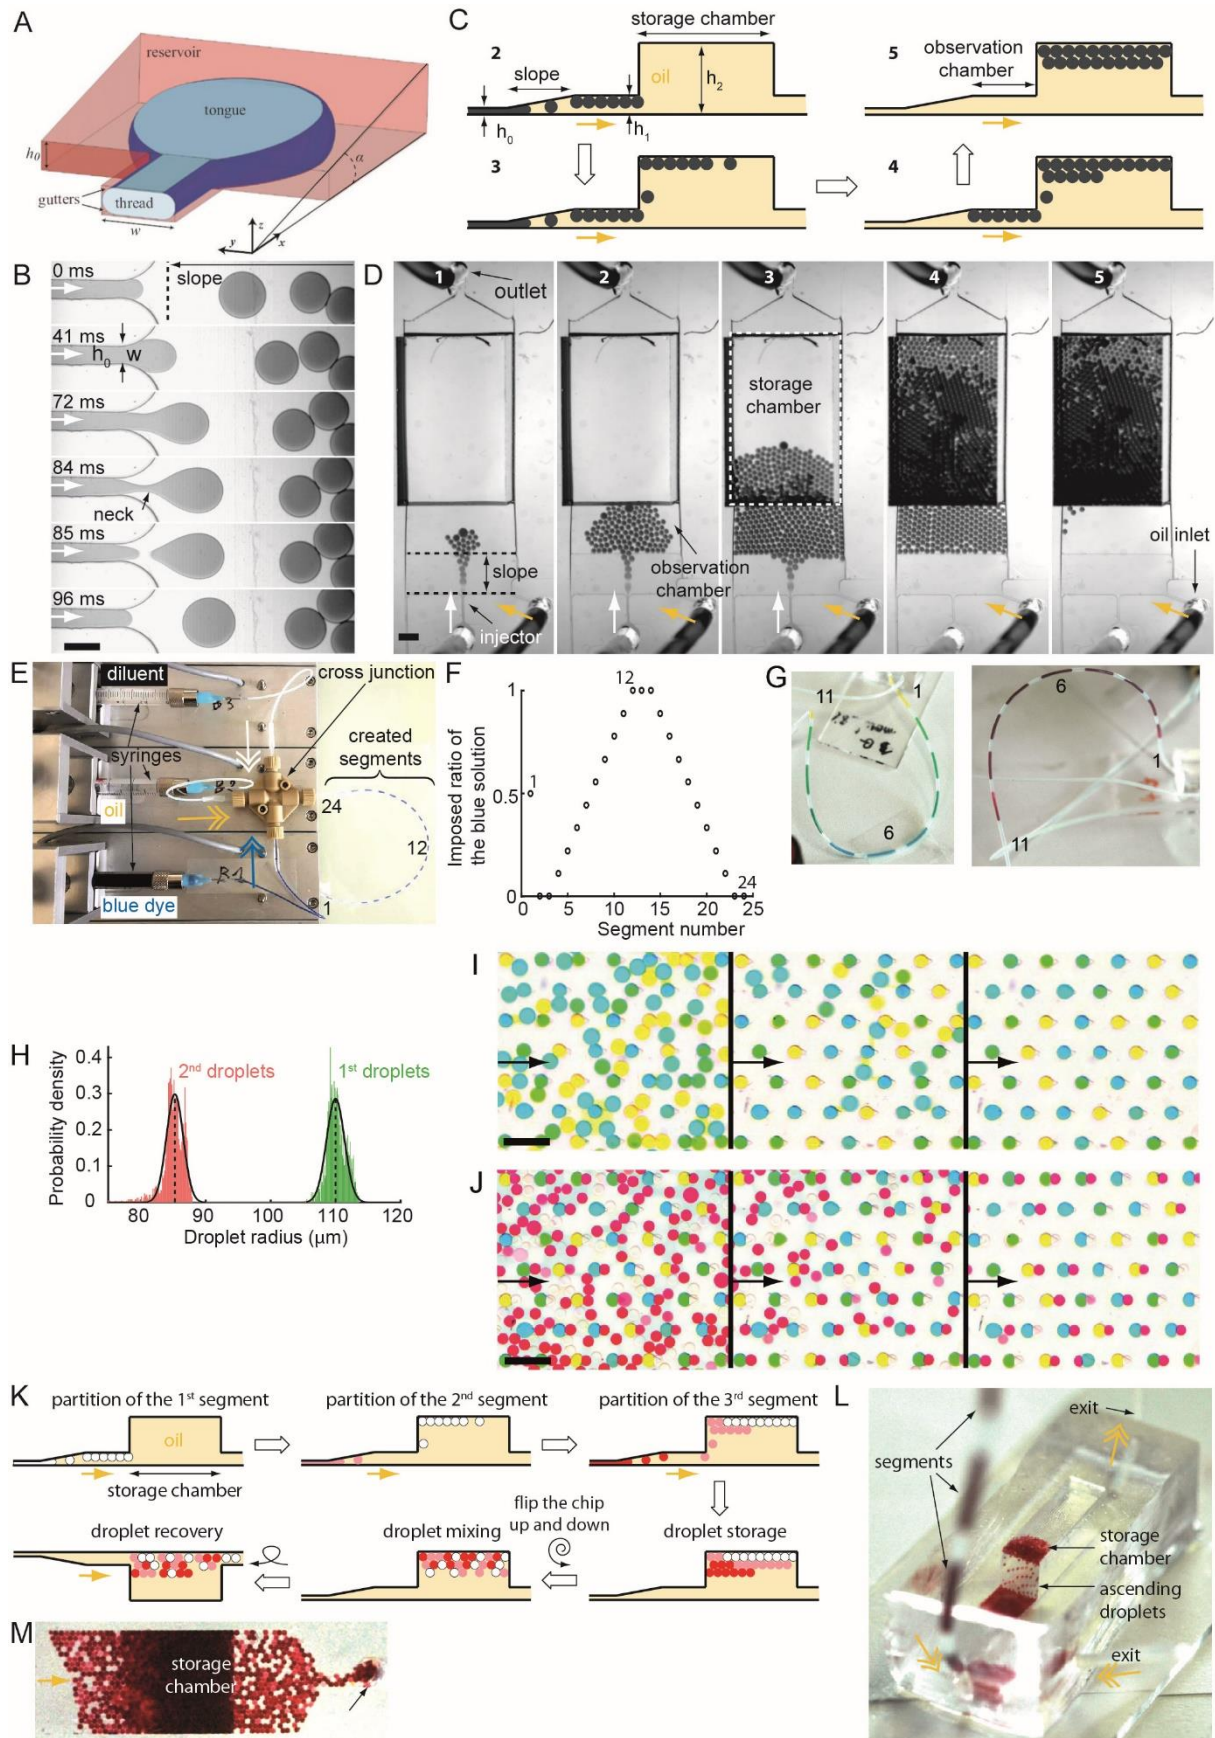 A
reservoir
tongue
h0
α
gutters
thread
w
z
y
x
C
storage chamber
2
slope
oil
h2
h0
h1
5
observation
chamber
3
4
B
0 ms
slope
41 ms
h0 w
72 ms
84 ms
neck
85 ms
96 ms
D
1
2
3
4
5
outlet
storage
chamber
oil inlet
slope
observation
chamber
injector
E
diluent
cross junction
syringes
created
segments
oil
24
12
blue dye
1
F
Imposed ratio of
the blue solution
1
0.5
0
12
1
24
0
5
10
15
20
25
Segment number
G
11
1
6
6
1
11
H
Probability density
0.4
0.3
0.2
0.1
0
2nd droplets
1st droplets
80
90
100
110
120
Droplet radius (μm)
I
J
K
partition of the 1st segment
partition of the 2nd segment
partition of the 3rd segment
oil
storage chamber
flip the chip
up and down
droplet recovery
droplet mixing
droplet storage
L
exit
segments
storage
chamber
ascending
droplets
exit
M
storage
chamber